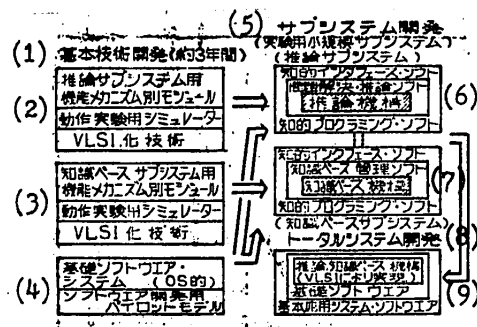 (5) サブシステム開発
(1) 基本技術開発(約3年間)
(実験用小規模サブシステム)
(推論サブシステム)
(2)
推論サブシステム用
機能メカニズム別モジュール
動作実験用シミュレーター
VLSI化技術
知的インタフェース・ソフト
問題解決・推論ソフト
推論機構
知的プログラミング・ソフト
(6)
(3)
知識ベースサブシステム用
機能メカニズム別モジュール
動作実験用シミュレーター
VLSI化技術
知的インタフェース・ソフト
知識ベース管理ソフト
知識ベース機構
知的プログラミング・ソフト
(7)
(知識ベースサブシステム)
トータルシステム開発 (8)
(4)
基礎ソフトウエア・
システム (OS的)
ソフトウエア開発用
パイロットモデル
推論,知識ベース機構
(VLSIにより実現)
基礎ソフトウエア
基本応用システム・ソフトウエア
(9)